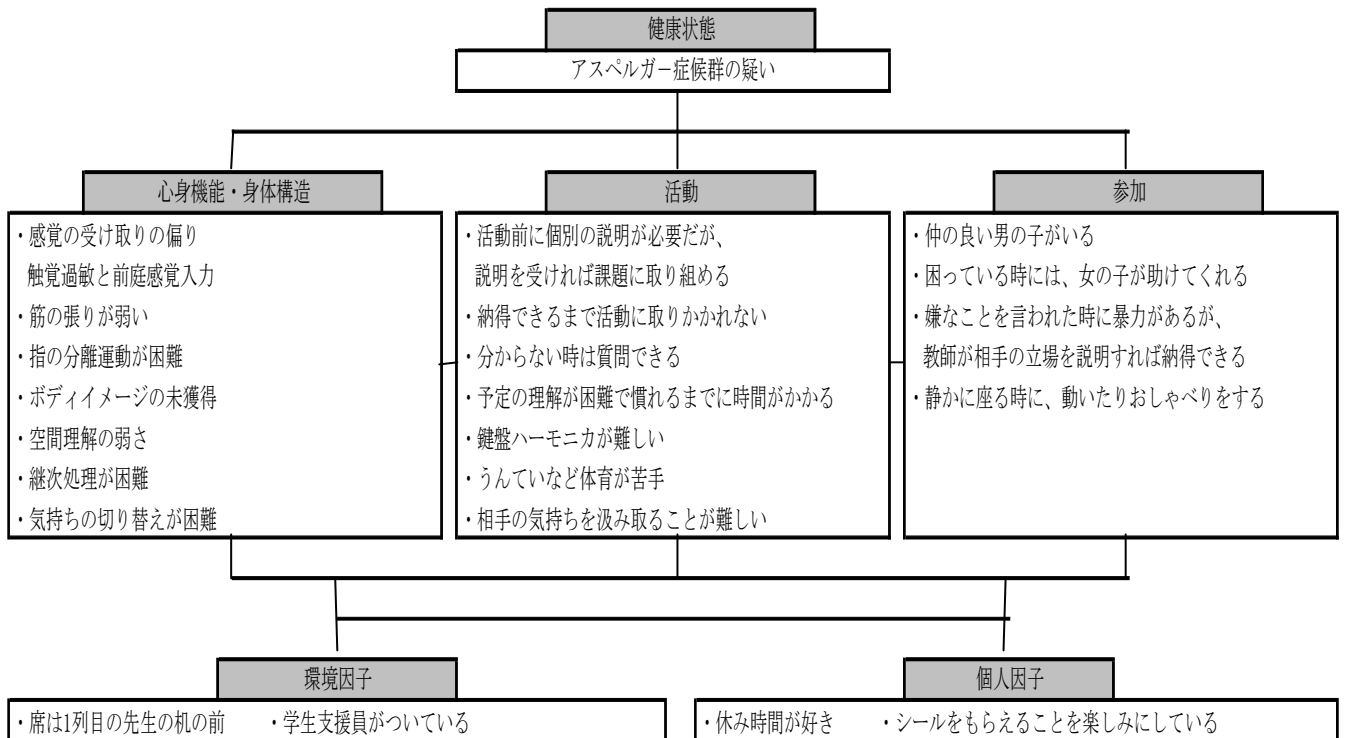 健康状態
アスペルガー症候群の疑い
心身機能・身体構造
・感覚の受け取りの偏り
触覚過敏と前庭感覚入力
・筋の張りが弱い
・指の分離運動が困難
・ボディイメージの未獲得
・空間理解の弱さ
・継次処理が困難
・気持ちの切り替えが困難
活動
・活動前に個別の説明が必要だが、
説明を受ければ課題に取り組める
・納得できるまで活動に取りかかれない
・分からない時は質問できる
・予定の理解が困難で慣れるまでに時間がかかる
・鍵盤ハーモニカが難しい
・うんていなど体育が苦手
・相手の気持ちを汲み取ることが難しい
参加
・仲の良い男の子がいる
・困っている時には、女の子が助けてくれる
・嫌なことを言われた時に暴力があるが、
教師が相手の立場を説明すれば納得できる
・静かに座る時に、動いたりおしゃべりをする
環境因子
・席は1列目の先生の机の前　・学生支援員がついている
個人因子
・休み時間が好き　・シールをもらえることを楽しみにしている